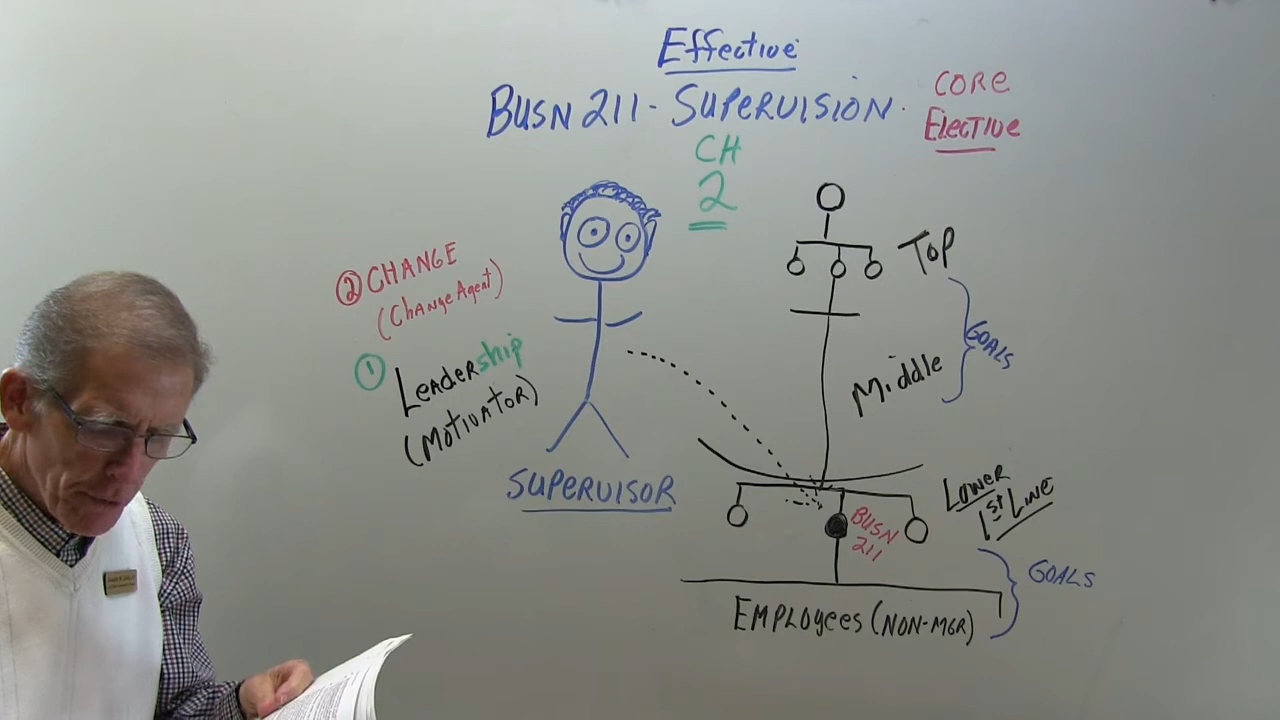 Effective
BUSN 211 - SUPERVISION.
CORE
Elective
CH
2
② CHANGE
(Change Agent)
① Leadership
(MOTIVATOR)
SUPERVISOR
TOP
GOALS
Middle
LOWER
1st LINE
BUSN
211
GOALS
EMPloyees (NON-MGR)